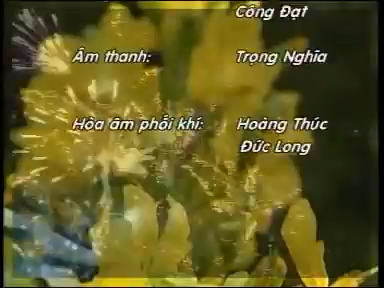 Công Đạt
Âm thanh: Trọng Nghĩa
Hòa âm phối khí: Hoàng Thúc
Đức Long